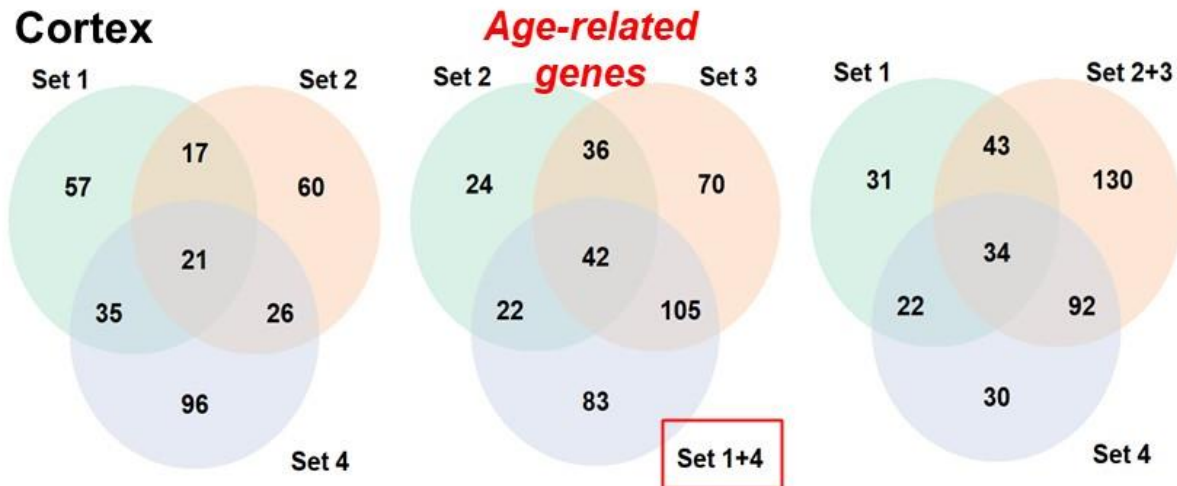 Cortex
Age-related
genes
Set 1
Set 2
17
57
60
21
35
26
96
Set 4
Set 2
Set 3
36
24
70
42
22
105
83
Set 1+4
Set 1
Set 2+3
43
31
130
34
22
92
30
Set 4